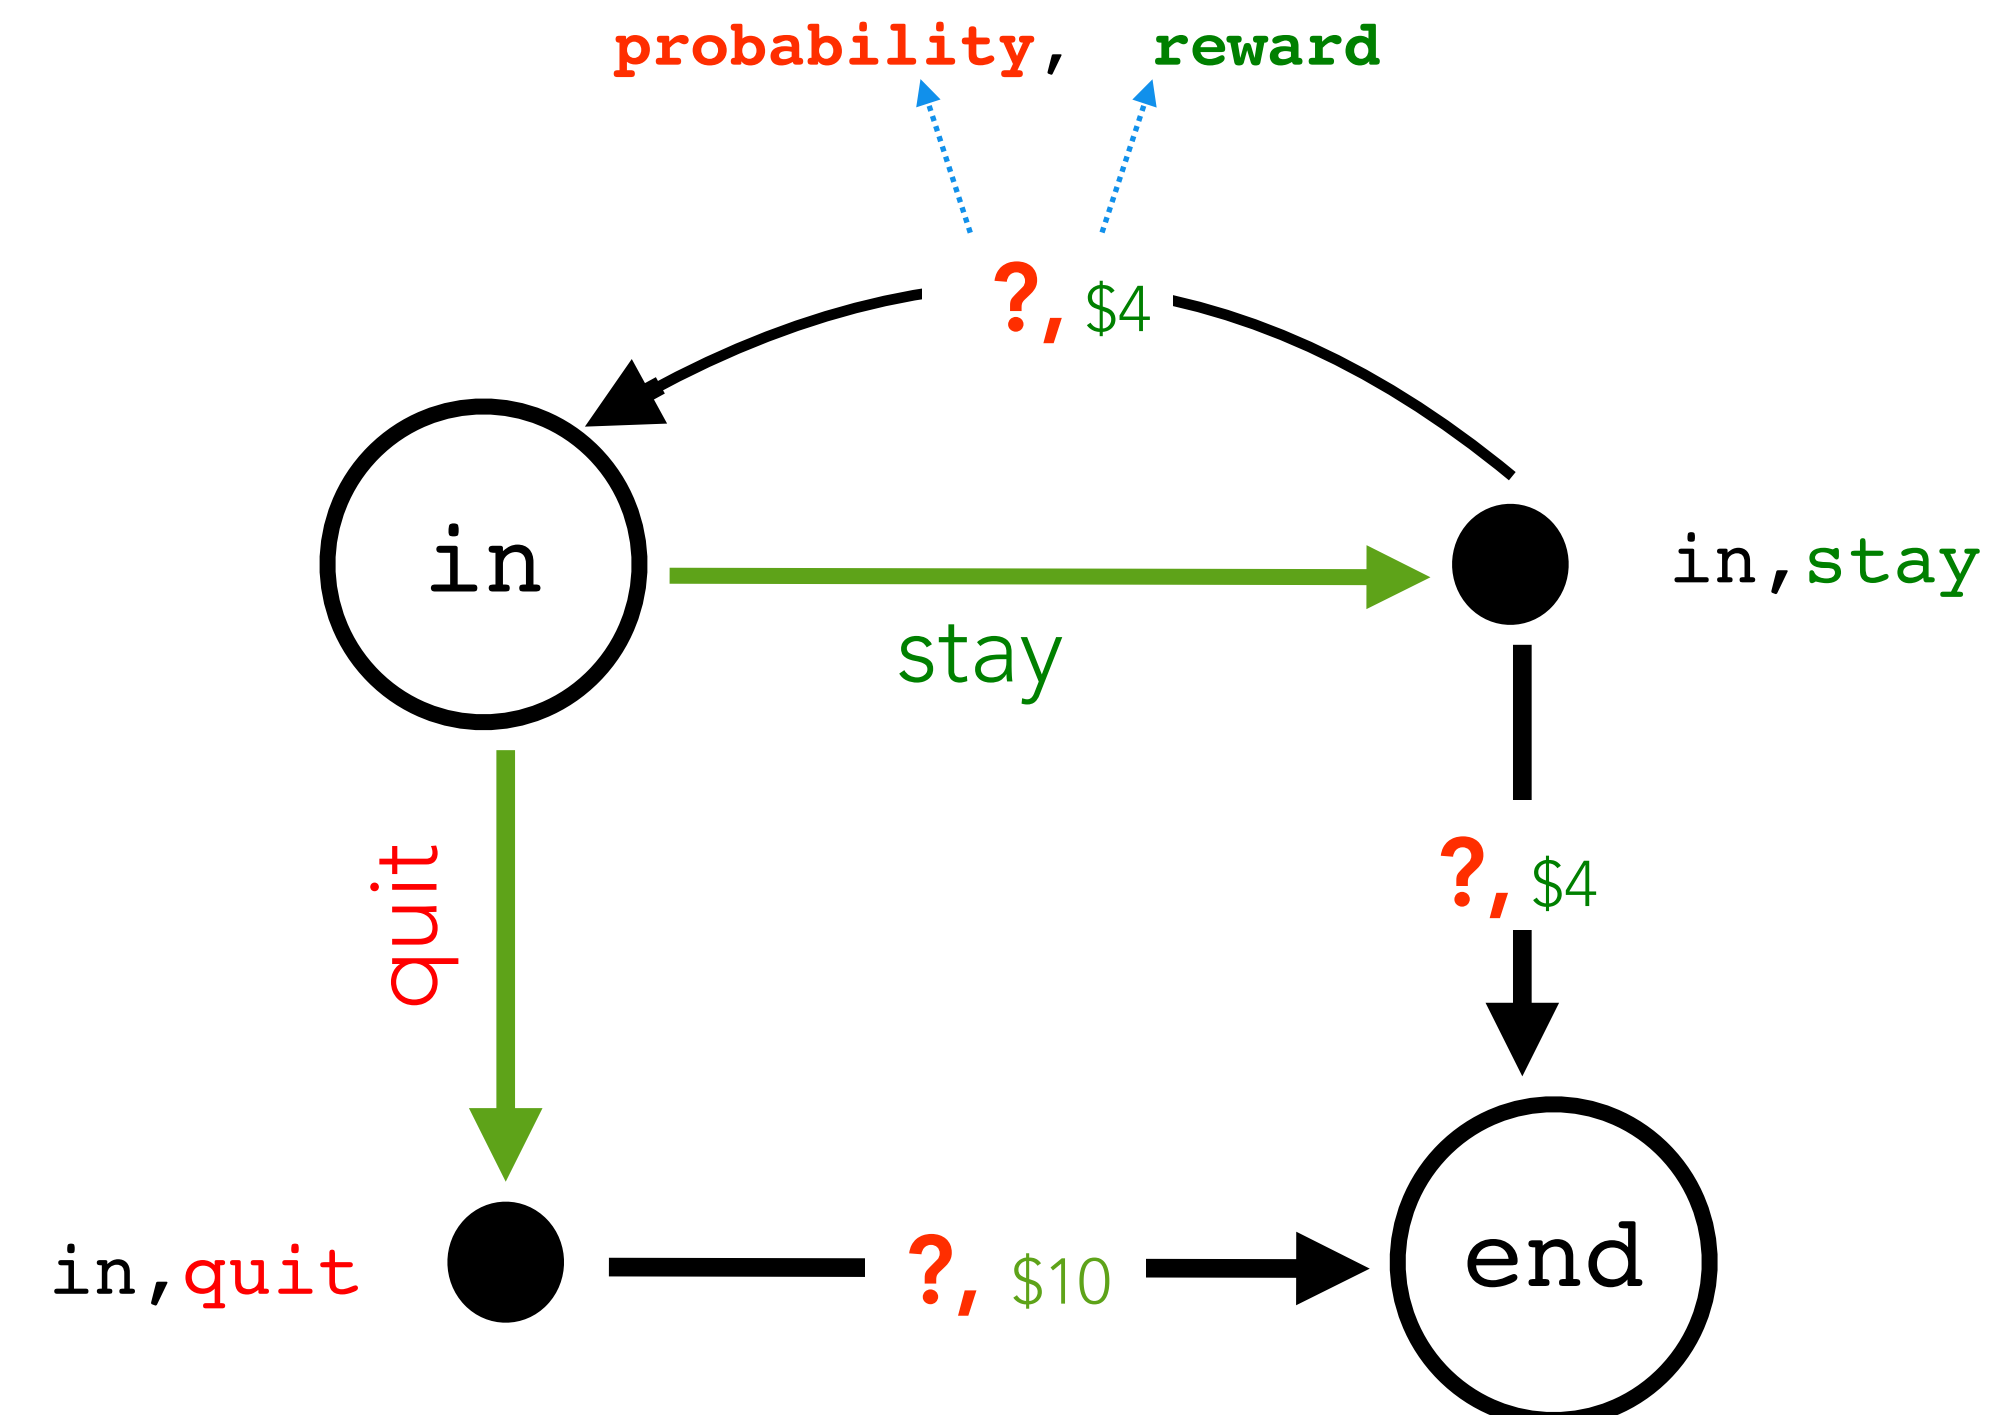 probability, reward
?, $4
in
in,stay
stay
quit
?, $4
in,quit
?, $10
end